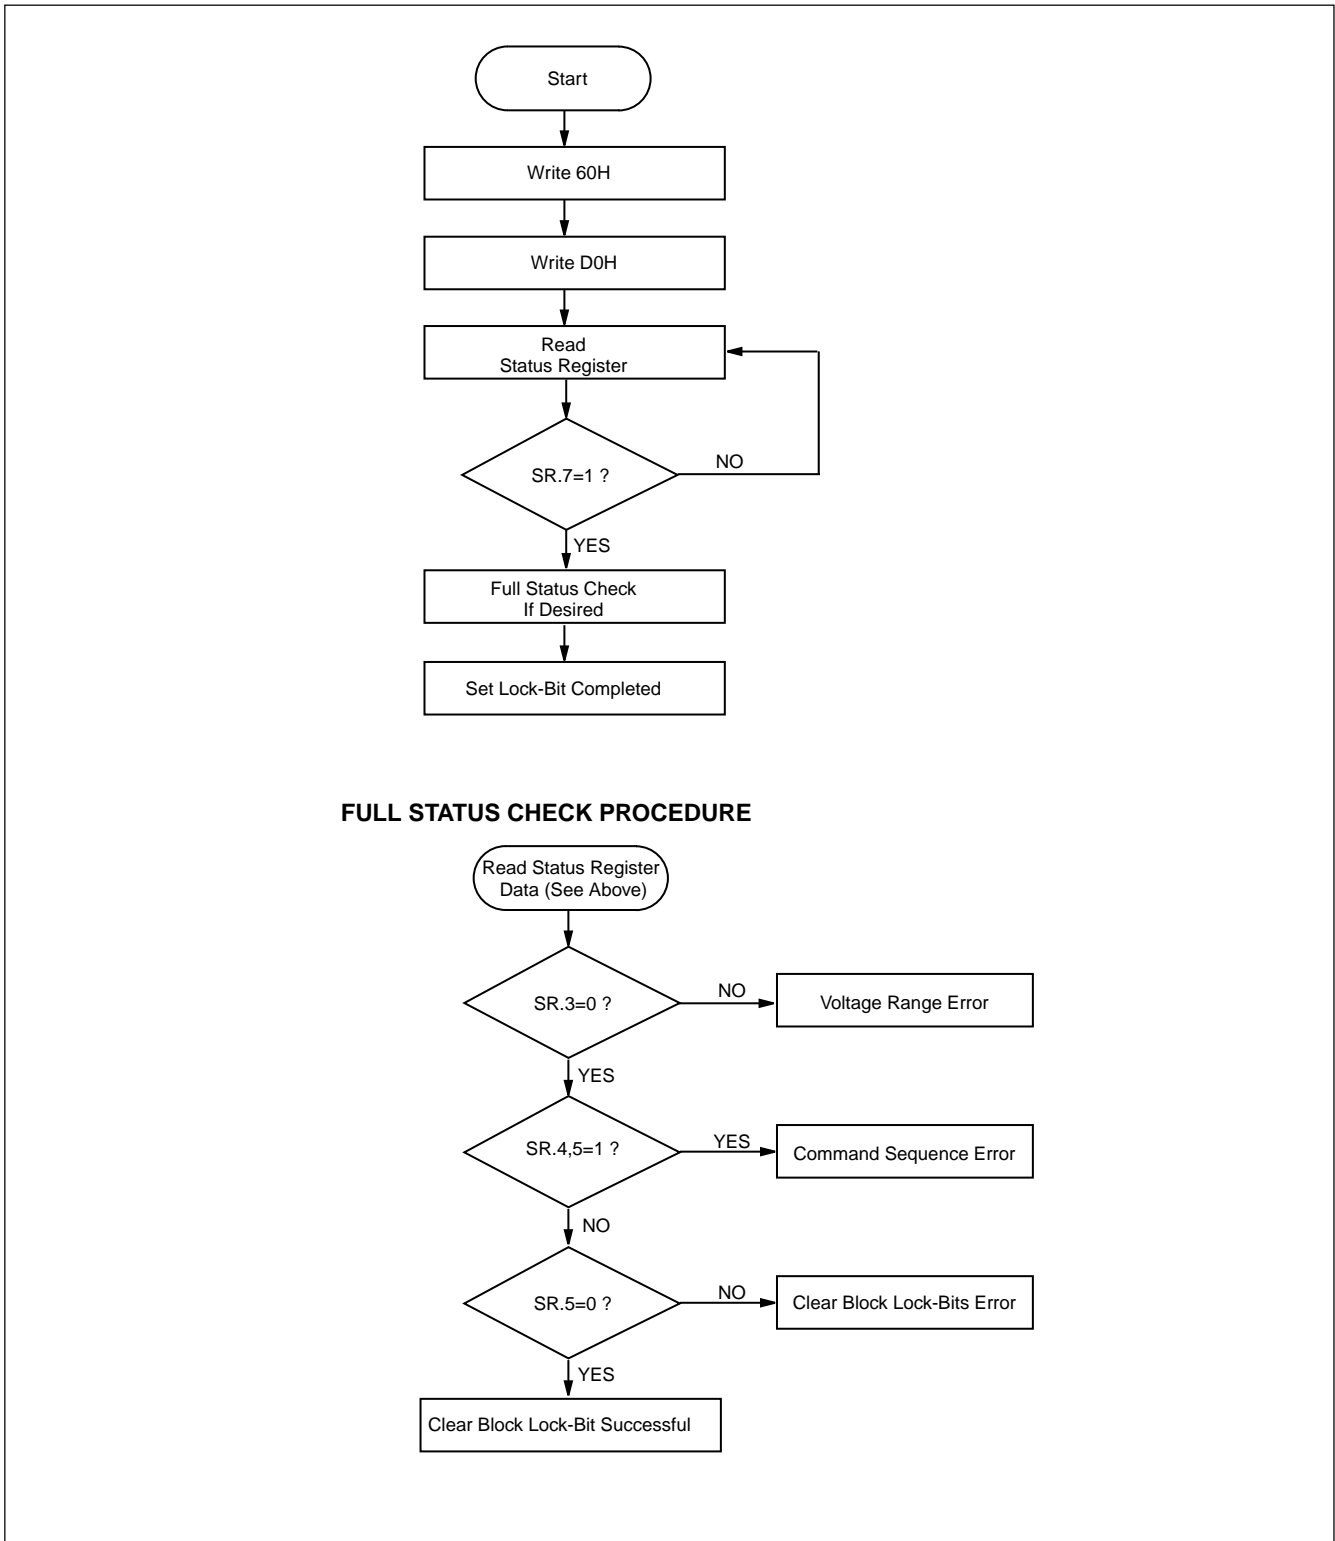 Start
Write 60H
Write D0H
Read
Status Register
SR.7=1 ?
NO
YES
Full Status Check
If Desired
Set Lock-Bit Completed
FULL STATUS CHECK PROCEDURE
Read Status Register
Data (See Above)
SR.3=0 ?
NO
Voltage Range Error
YES
SR.4,5=1 ?
YES
Command Sequence Error
NO
SR.5=0 ?
NO
Clear Block Lock-Bits Error
YES
Clear Block Lock-Bit Successful